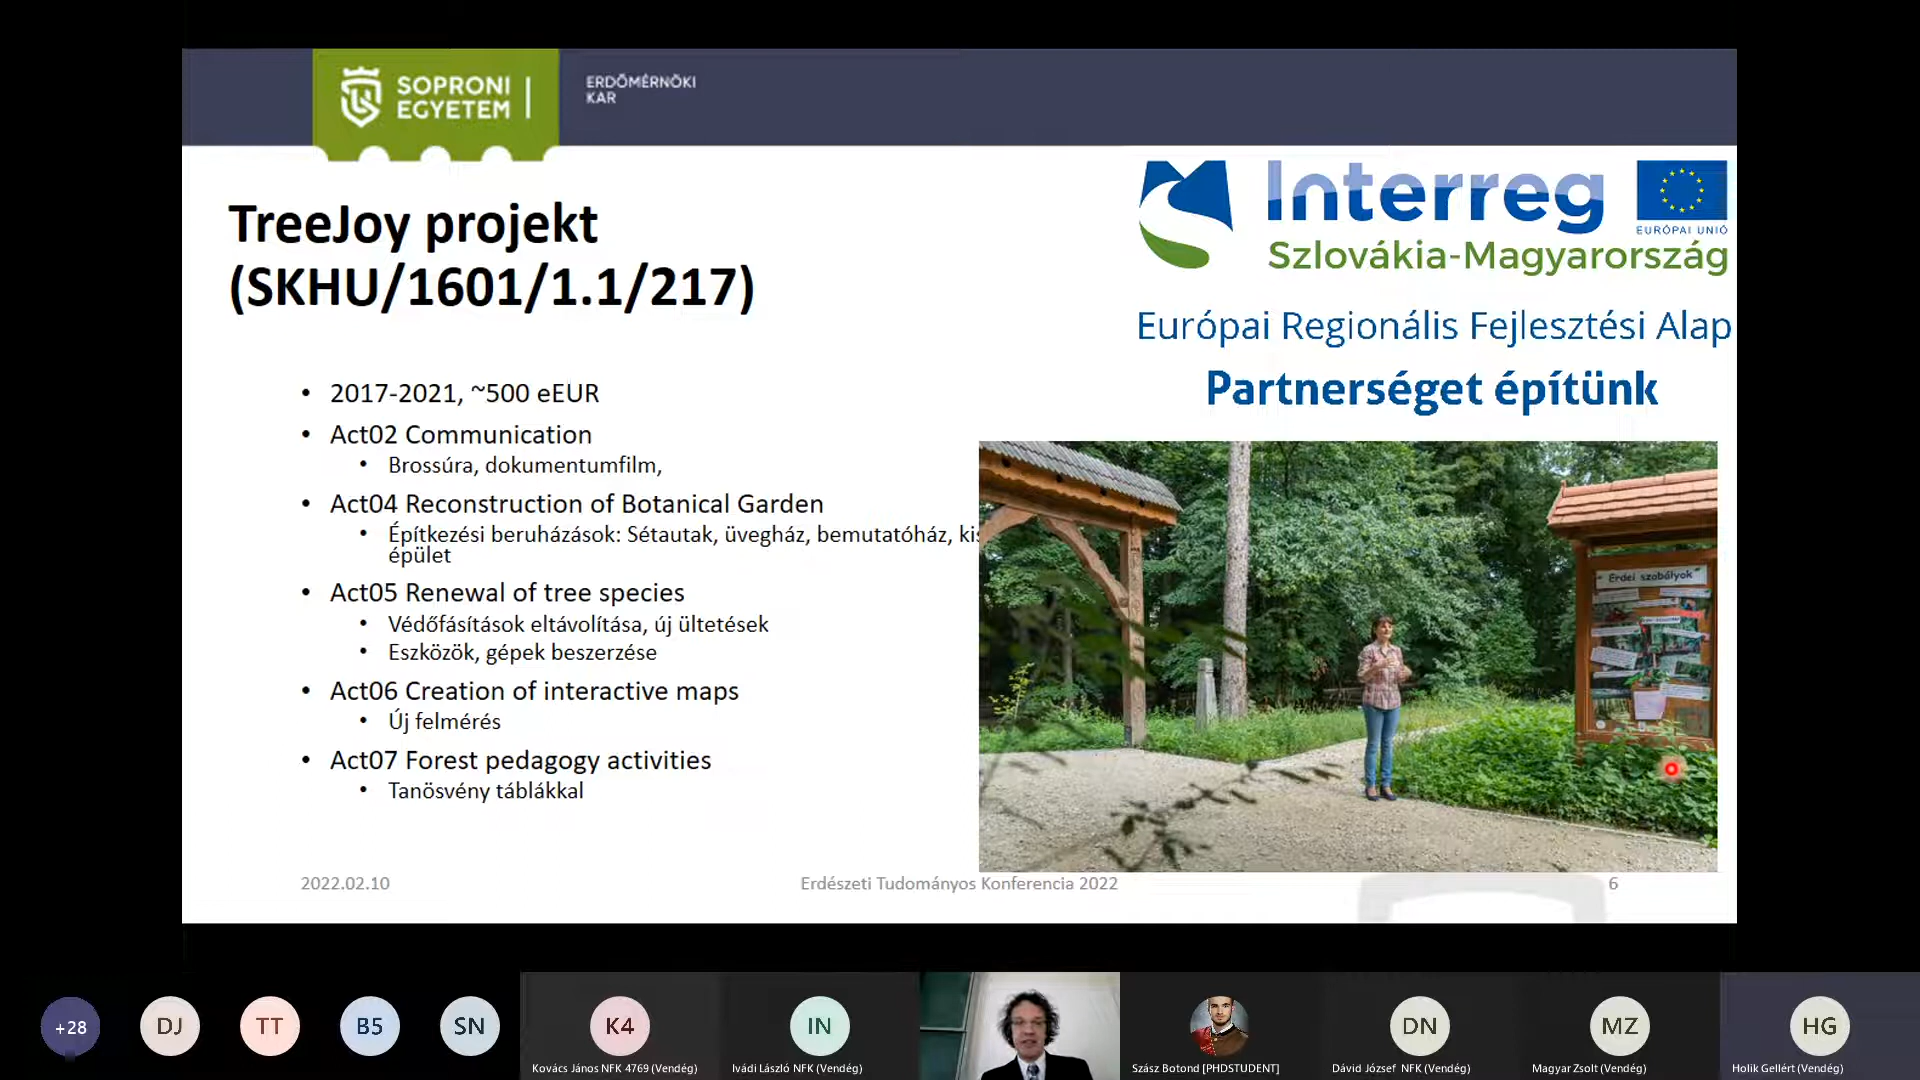 SOPRONI
EGYETEM
ERDŐMÉRNÖKI
KAR
TreeJoy projekt
(SKHU/1601/1.1/217)
Interreg
EURÓPAI UNIÓ
Szlovákia-Magyarország
Európai Regionális Fejlesztési Alap
Partnerséget építünk
• 2017-2021, ~500 eEUR
• Act02 Communication
• Brossúra, dokumentumfilm,
• Act04 Reconstruction of Botanical Garden
• Építkezési beruházások: Sétautak, üvegház, bemutatóház, kis
épület
• Act05 Renewal of tree species
• Védőfásítások eltávolítása, új ültetések
• Eszközök, gépek beszerzése
• Act06 Creation of interactive maps
• Új felmérés
• Act07 Forest pedagogy activities
• Tanösvény táblákkal
Erdei szabályok
2022.02.10
Erdészeti Tudományos Konferencia 2022
6
+28
DJ
TT
B5
SN
K4
IN
DN
MZ
HG
Kovács János NFK 4769 (Vendég)
Ivádi László NFK (Vendég)
Szász Botond [PHDSTUDENT]
Dávid József NFK (Vendég)
Magyar Zsolt (Vendég)
Holik Gellért (Vendég)